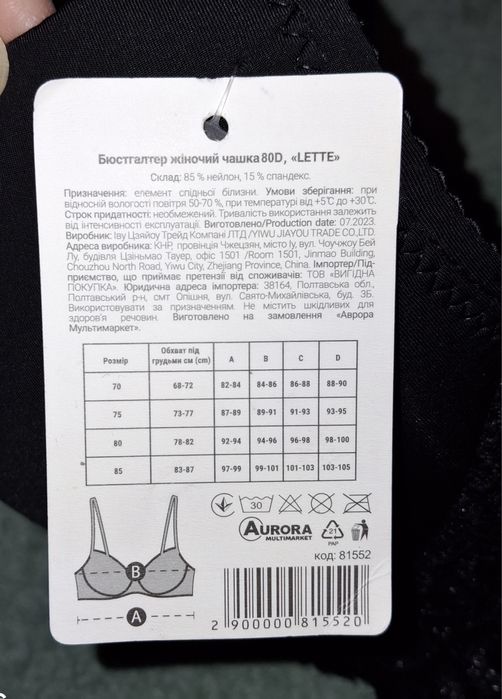 Бюстгалтер жіночий чашка 80D, «LETTE»
Склад: 85 % нейлон, 15 % спандекс.
Призначення: елемент спідньої білизни. Умови зберігання: при
відносній вологості повітря 50-70 %, при температурі від +5°С до +30°С.
Строк придатності: необмежений. Тривалість використання залежить
від інтенсивності експлуатації. Виготовлено/Production date: 07.2023.
Виробник: Іву Цзяйоу Трейд Компані ЛТД /YIWU JIAYOU TRADE CO.,LTD.
Адреса виробника: КНР, провінція Чжецзян, місто Іу, вул. Чоучжоу Бей
Лу, будівля Цзіньмао Тауер, офіс 1501 /Room 1501, Jinmao Building,
Chouzhou North Road, Yiwu City, Zhejiang Province, China. Імпортер/Під-
приємство, що приймає претензії від споживачів: ТОВ «ВИГІДНА
ПОКУПКА». Юридична адреса імпортера: 38164, Полтавська обл.,
Полтавський р-н, смт Опішня, вул. Свято-Михайлівська, буд. 3Б.
Використовувати за призначенням. Не містить шкідливих для
здоров'я речовин. Виготовлено на замовлення «Аврора
Мультимаркет».
Розмір Обхват під грудьми см (cm) A B C D
70 68-72 82-84 84-86 86-88 88-90
75 73-77 87-89 89-91 91-93 93-95
80 78-82 92-94 94-96 96-98 98-100
85 83-87 97-99 99-101 101-103 103-105
30
AURORA
MULTIMARKET
21
PAP
код: 81552
B
A
2 900000 815520